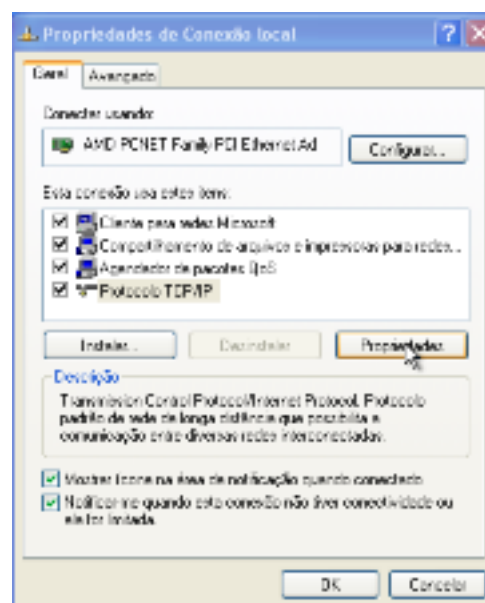 Propriedades de Conexão local
Geral Avançado
Conectar usando:
AMD PCNET Family PCI Ethernet Ad Configurar...
Esta conexão usa estes itens:
Cliente para redes Microsoft
Compartilhamento de arquivos e impressoras para redes...
Agendador de pacotes QoS
Protocolo TCP/IP
Instalar... Desinstalar Propriedades
Descrição
Transmission Control Protocol/Internet Protocol. Protocolo
padrão de rede de longa distância que possibilita a
comunicação entre diversas redes interconectadas.
Mostrar ícone na área de notificação quando conectado
Notificar-me quando esta conexão não tiver conectividade ou
ela for limitada.
OK Cancelar